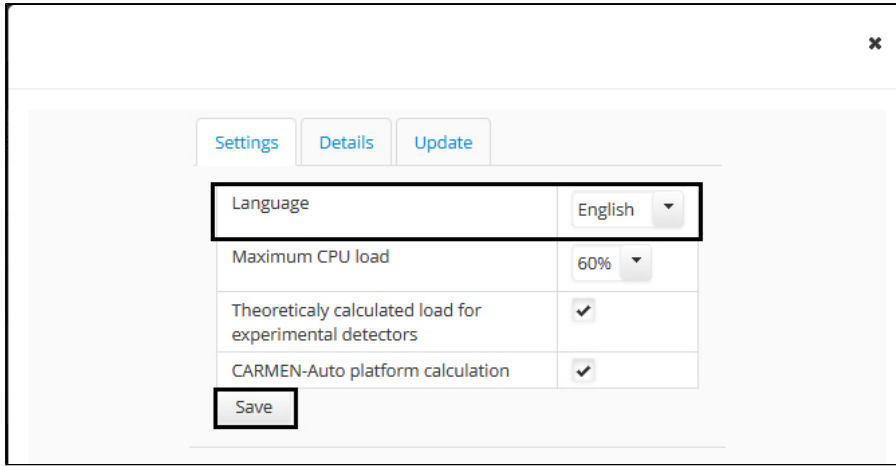 Settings
Details
Update
Language
English
Maximum CPU load
60%
Theoreticaly calculated load for
experimental detectors
CARMEN-Auto platform calculation
Save